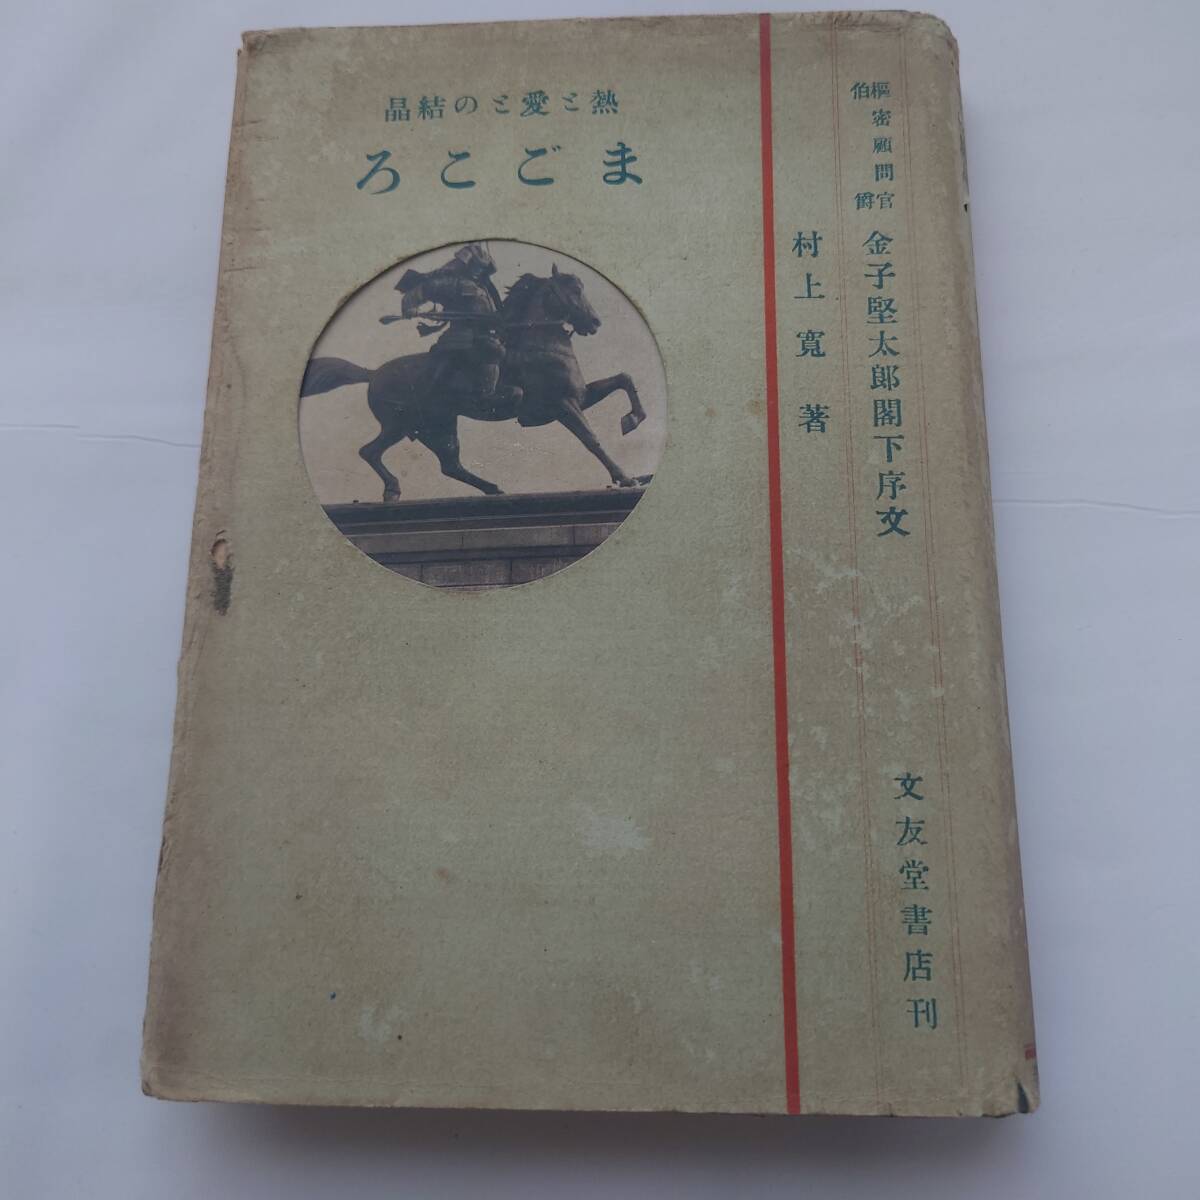 熱と愛との結晶
まごころ
樞密顧問官
伯爵
金子堅太郎閣下序文
村上寛著
文友堂書店刊